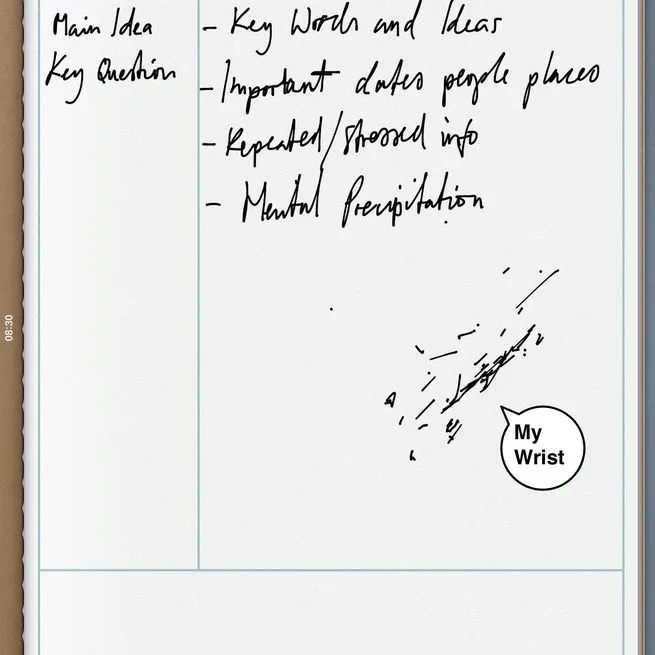 Main Idea
Key Question
- Key Words and Ideas
- Important dates people places
- Repeated/Stressed info
- Mental Precipitation
My
Wrist
08:30